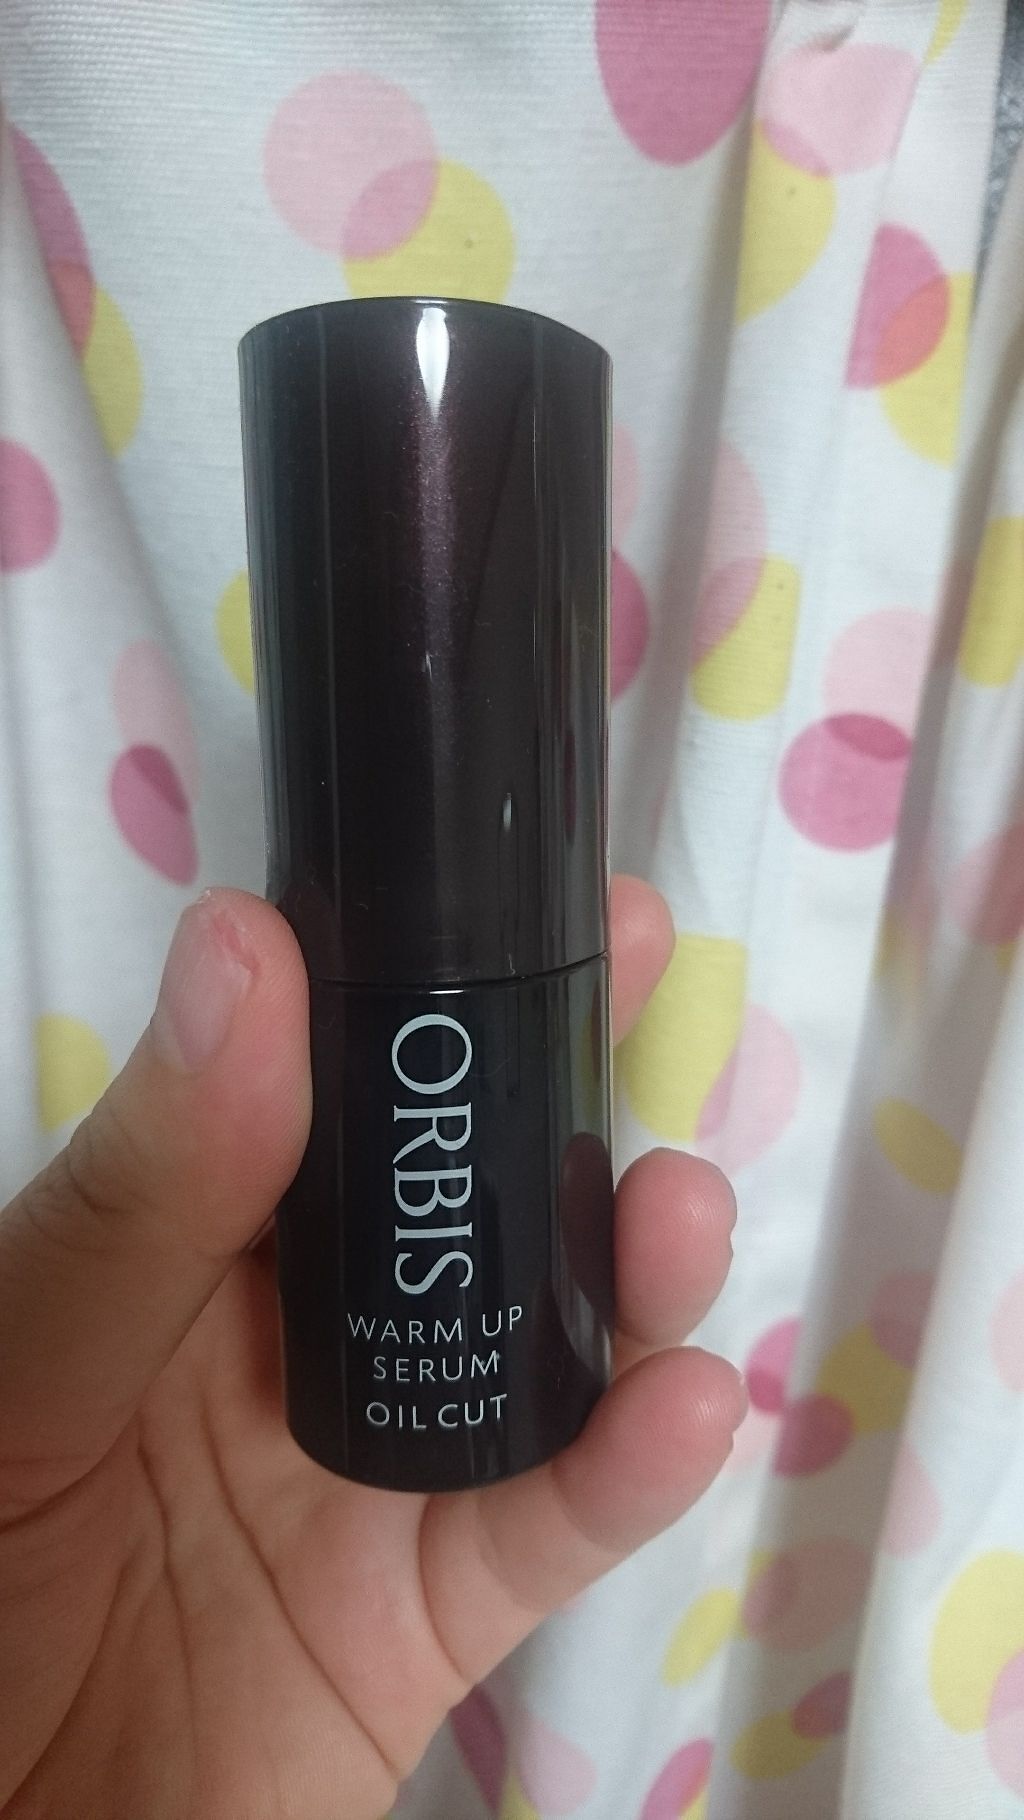 ORBIS
WARM UP
SERUM
OIL CUT